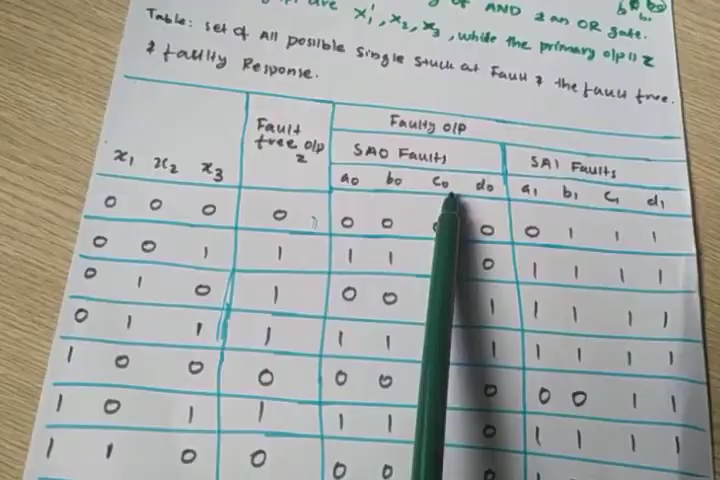 of AND 2 an OR gate.
are x1', x2, x3, while the primary o/p is z
Table: set of All possible single stuck at Fault & the fault free.
& faulty Response.
x1 x2 x3 Fault free o/p z Faulty o/p
SA0 Faults SA1 Faults
a0 b0 c0 d0 a1 b1 c1 d1
0 0 0 0 0 0 0 0 1 1 1
0 0 1 1 1 1 0 1 1 1 1
0 1 0 1 0 0 1 1 1 1 1
0 1 1 1 1 1 1 1 1 1 1
1 0 0 0 0 0 0 0 0 1 1
1 0 1 1 1 1 0 1 1 1 1
1 1 0 0 0 0 0